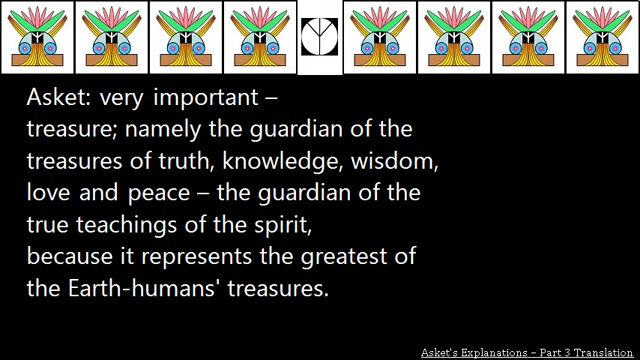 Asket: very important –
treasure; namely the guardian of the
treasures of truth, knowledge, wisdom,
love and peace – the guardian of the
true teachings of the spirit,
because it represents the greatest of
the Earth-humans' treasures.
Asket's Explanations – Part 3 Translation